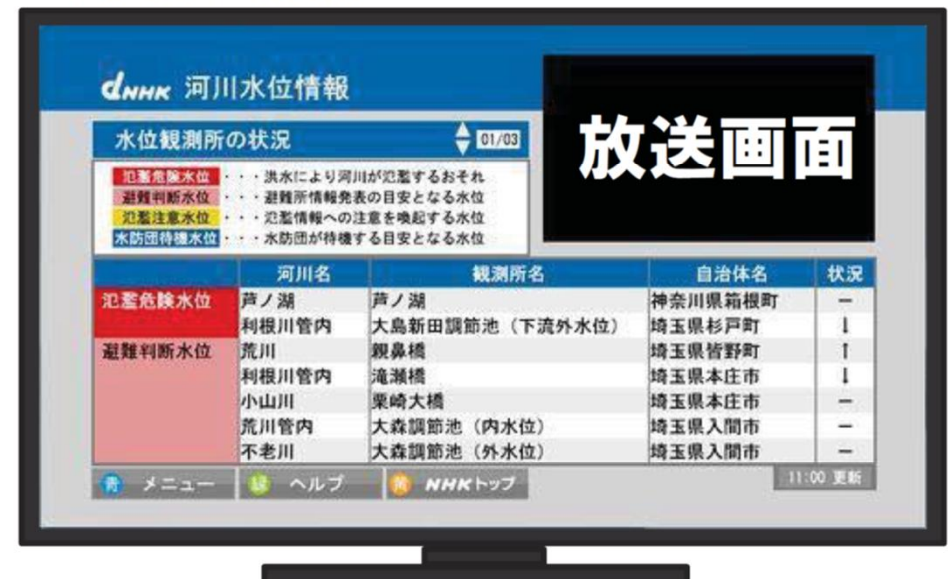 dNHK 河川水位情報
放送画面
水位観測所の状況 01/03
氾濫危険水位・・・洪水により河川が氾濫するおそれ
避難判断水位・・・避難所情報発表の目安となる水位
氾濫注意水位・・・氾濫情報への注意を喚起する水位
水防団待機水位・・・水防団が待機する目安となる水位
河川名 観測所名 自治体名 状況
氾濫危険水位 芦ノ湖 芦ノ湖 神奈川県箱根町 −
利根川管内 大島新田調節池（下流外水位） 埼玉県杉戸町 ↓
避難判断水位 荒川 親鼻橋 埼玉県皆野町 ↑
利根川管内 滝瀬橋 埼玉県本庄市 ↓
小山川 栗崎大橋 埼玉県本庄市 −
荒川管内 大森調節池（内水位） 埼玉県入間市 −
不老川 大森調節池（外水位） 埼玉県入間市 −
青 メニュー 緑 ヘルプ 黄 NHKトップ 11:00 更新